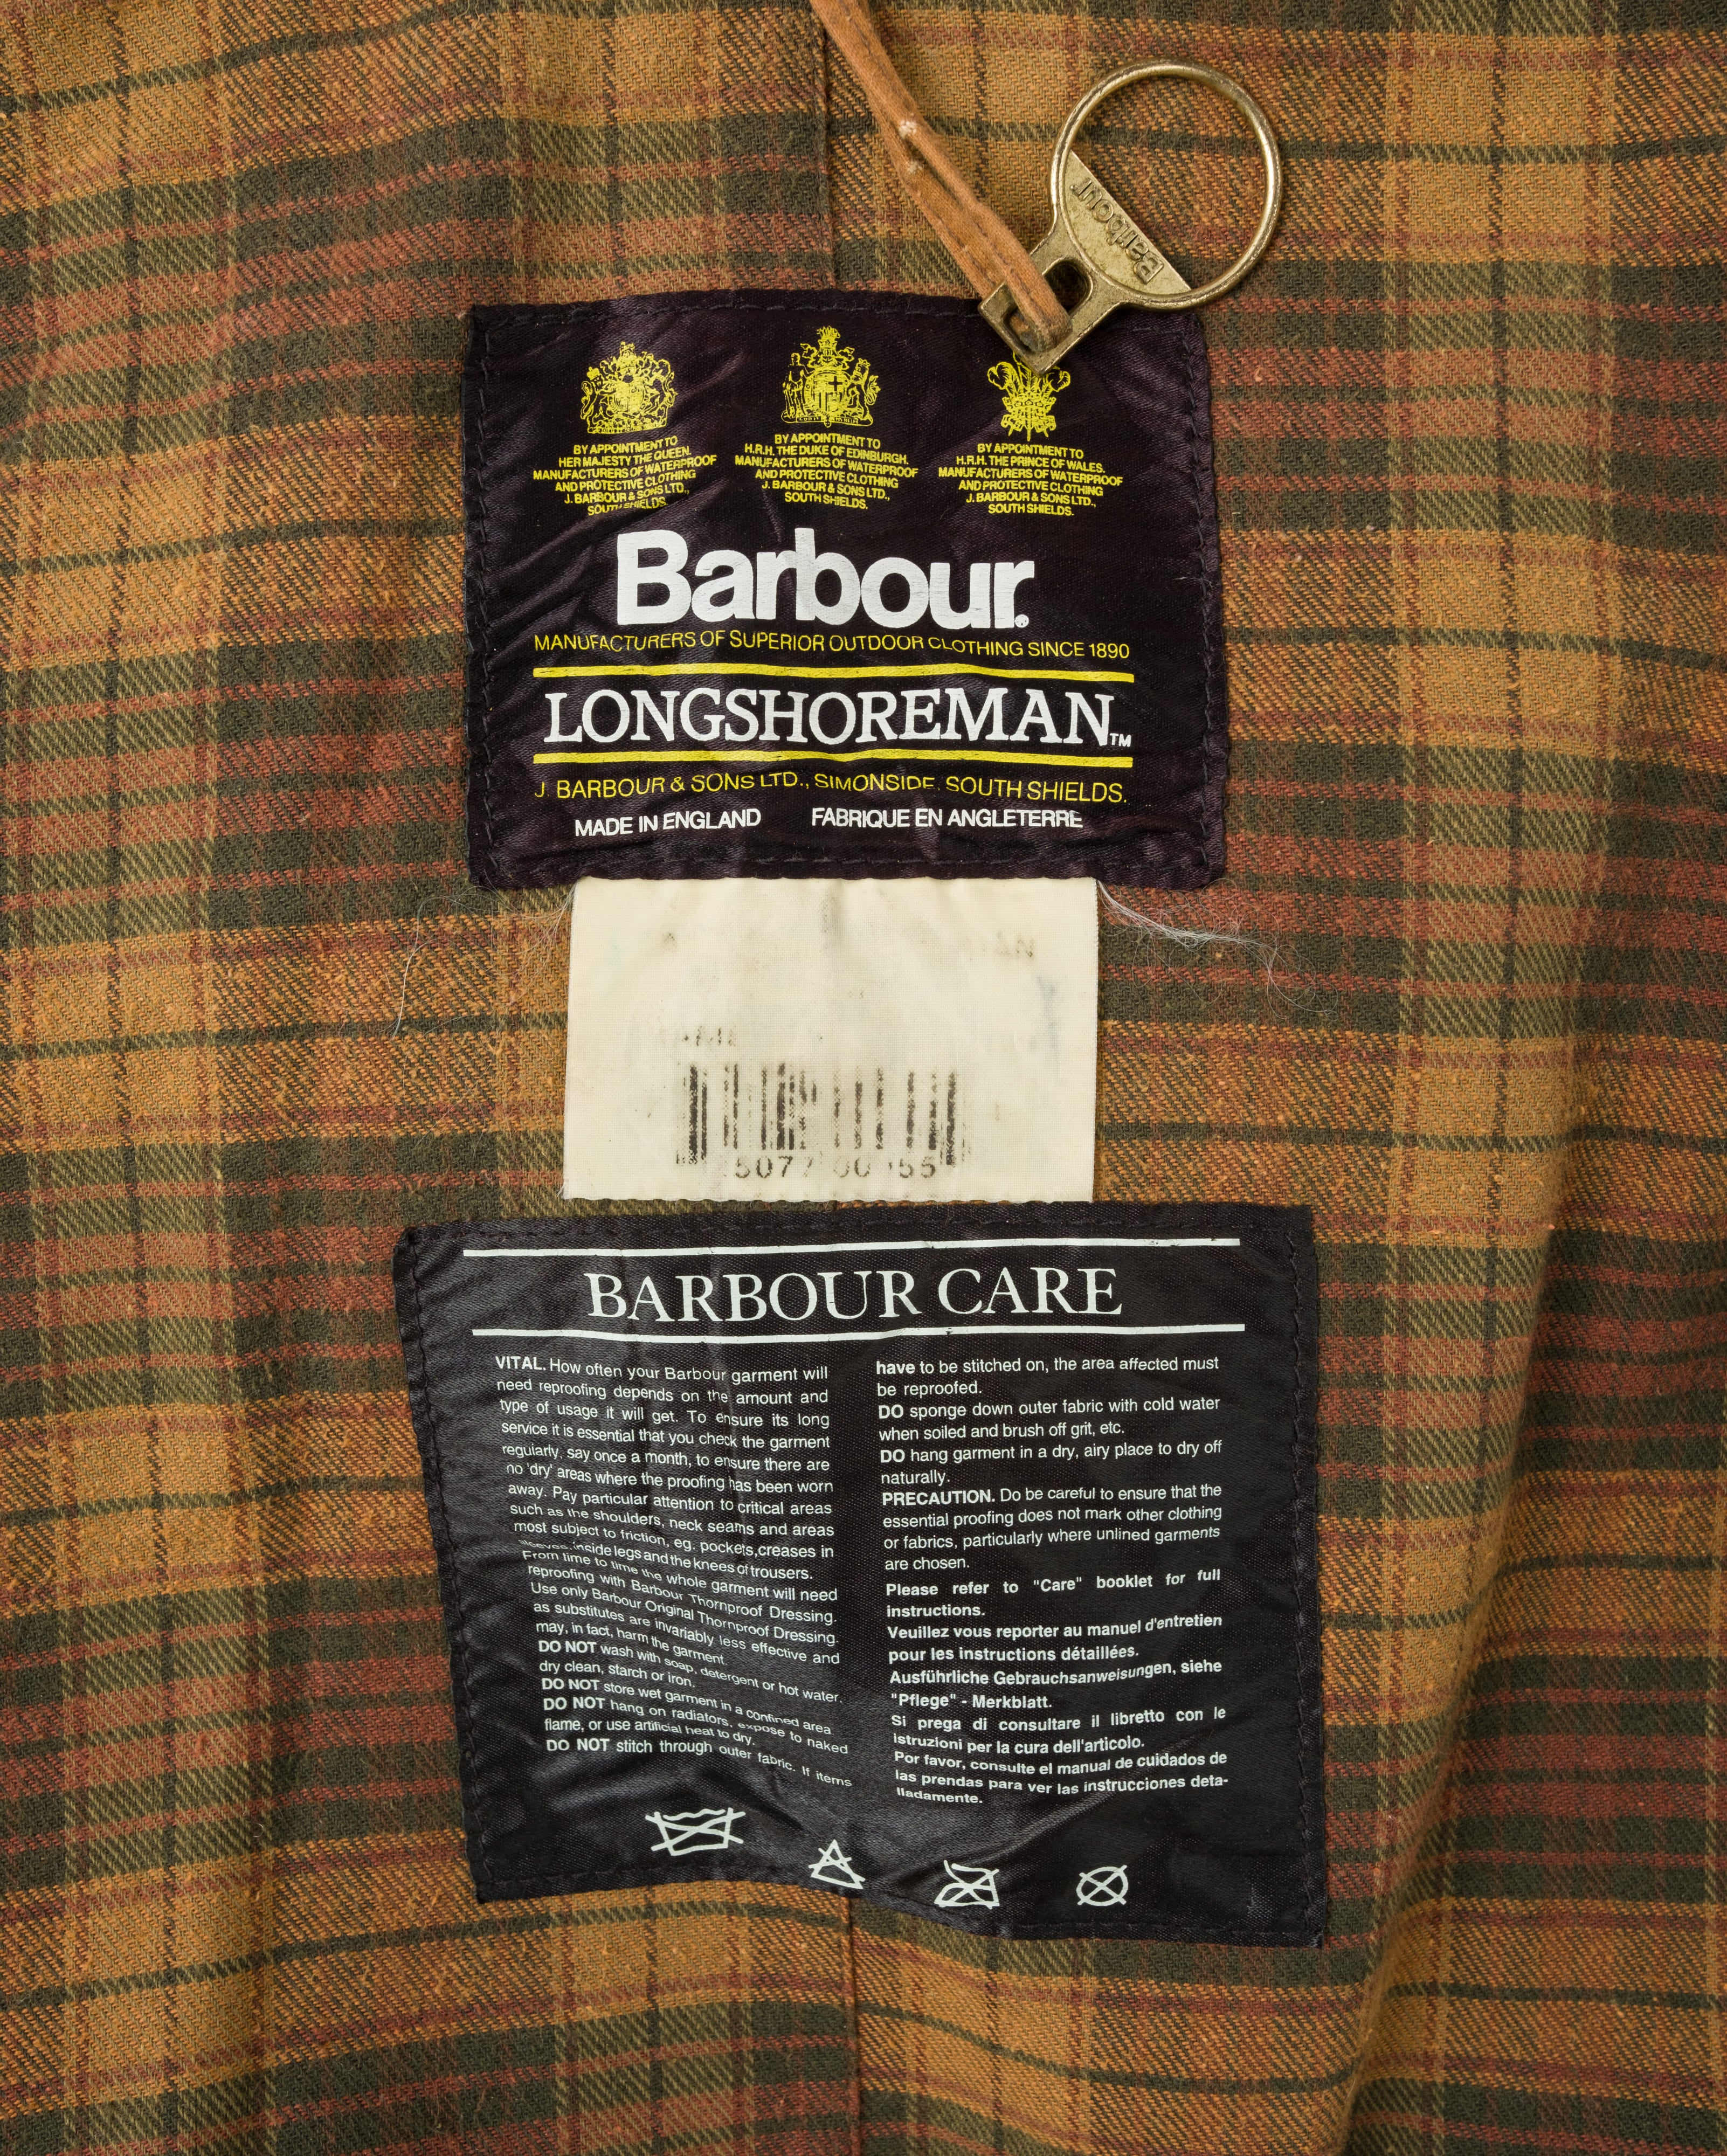 Barbour
BY APPOINTMENT TO
HER MAJESTY THE QUEEN.
MANUFACTURERS OF WATERPROOF
AND PROTECTIVE CLOTHING
J. BARBOUR & SONS LTD.,
SOUTH SHIELDS.
BY APPOINTMENT TO
H.R.H. THE DUKE OF EDINBURGH.
MANUFACTURERS OF WATERPROOF
AND PROTECTIVE CLOTHING
J. BARBOUR & SONS LTD.,
SOUTH SHIELDS.
BY APPOINTMENT TO
H.R.H. THE PRINCE OF WALES.
MANUFACTURERS OF WATERPROOF
AND PROTECTIVE CLOTHING
J. BARBOUR & SONS LTD.,
SOUTH SHIELDS.
Barbour®
MANUFACTURERS OF SUPERIOR OUTDOOR CLOTHING SINCE 1890
LONGSHOREMAN™
J. BARBOUR & SONS LTD., SIMONSIDE, SOUTH SHIELDS.
MADE IN ENGLAND FABRIQUE EN ANGLETERRE
BARBOUR CARE
VITAL. How often your Barbour garment will
need reproofing depends on the amount and
type of usage it will get. To ensure its long
service it is essential that you check the garment
regularly, say once a month, to ensure there are
no 'dry' areas where the proofing has been worn
away. Pay particular attention to critical areas
such as the shoulders, neck seams and areas
most subject to friction, eg. pockets,creases in
sleeves, inside legs and the knees of trousers.
From time to time the whole garment will need
reproofing with Barbour Thornproof Dressing.
Use only Barbour Original Thornproof Dressing.
as substitutes are invariably less effective and
may, in fact, harm the garment.
DO NOT wash with soap, detergent or hot water,
dry clean, starch or iron.
DO NOT store wet garment in a confined area
DO NOT hang on radiators, expose to naked
flame, or use artificial heat to dry.
DO NOT stitch through outer fabric. If items
have to be stitched on, the area affected must
be reproofed.
DO sponge down outer fabric with cold water
when soiled and brush off grit, etc.
DO hang garment in a dry, airy place to dry off
naturally.
PRECAUTION. Do be careful to ensure that the
essential proofing does not mark other clothing
or fabrics, particularly where unlined garments
are chosen.
Please refer to "Care" booklet for full
instructions.
Veuillez vous reporter au manuel d'entretien
pour les instructions détaillées.
Ausführliche Gebrauchsanweisungen, siehe
"Pflege" - Merkblatt.
Si prega di consultare il libretto con le
istruzioni per la cura dell'articolo.
Por favor, consulte el manual de cuidados de
las prendas para ver las instrucciones deta-
lladamente.